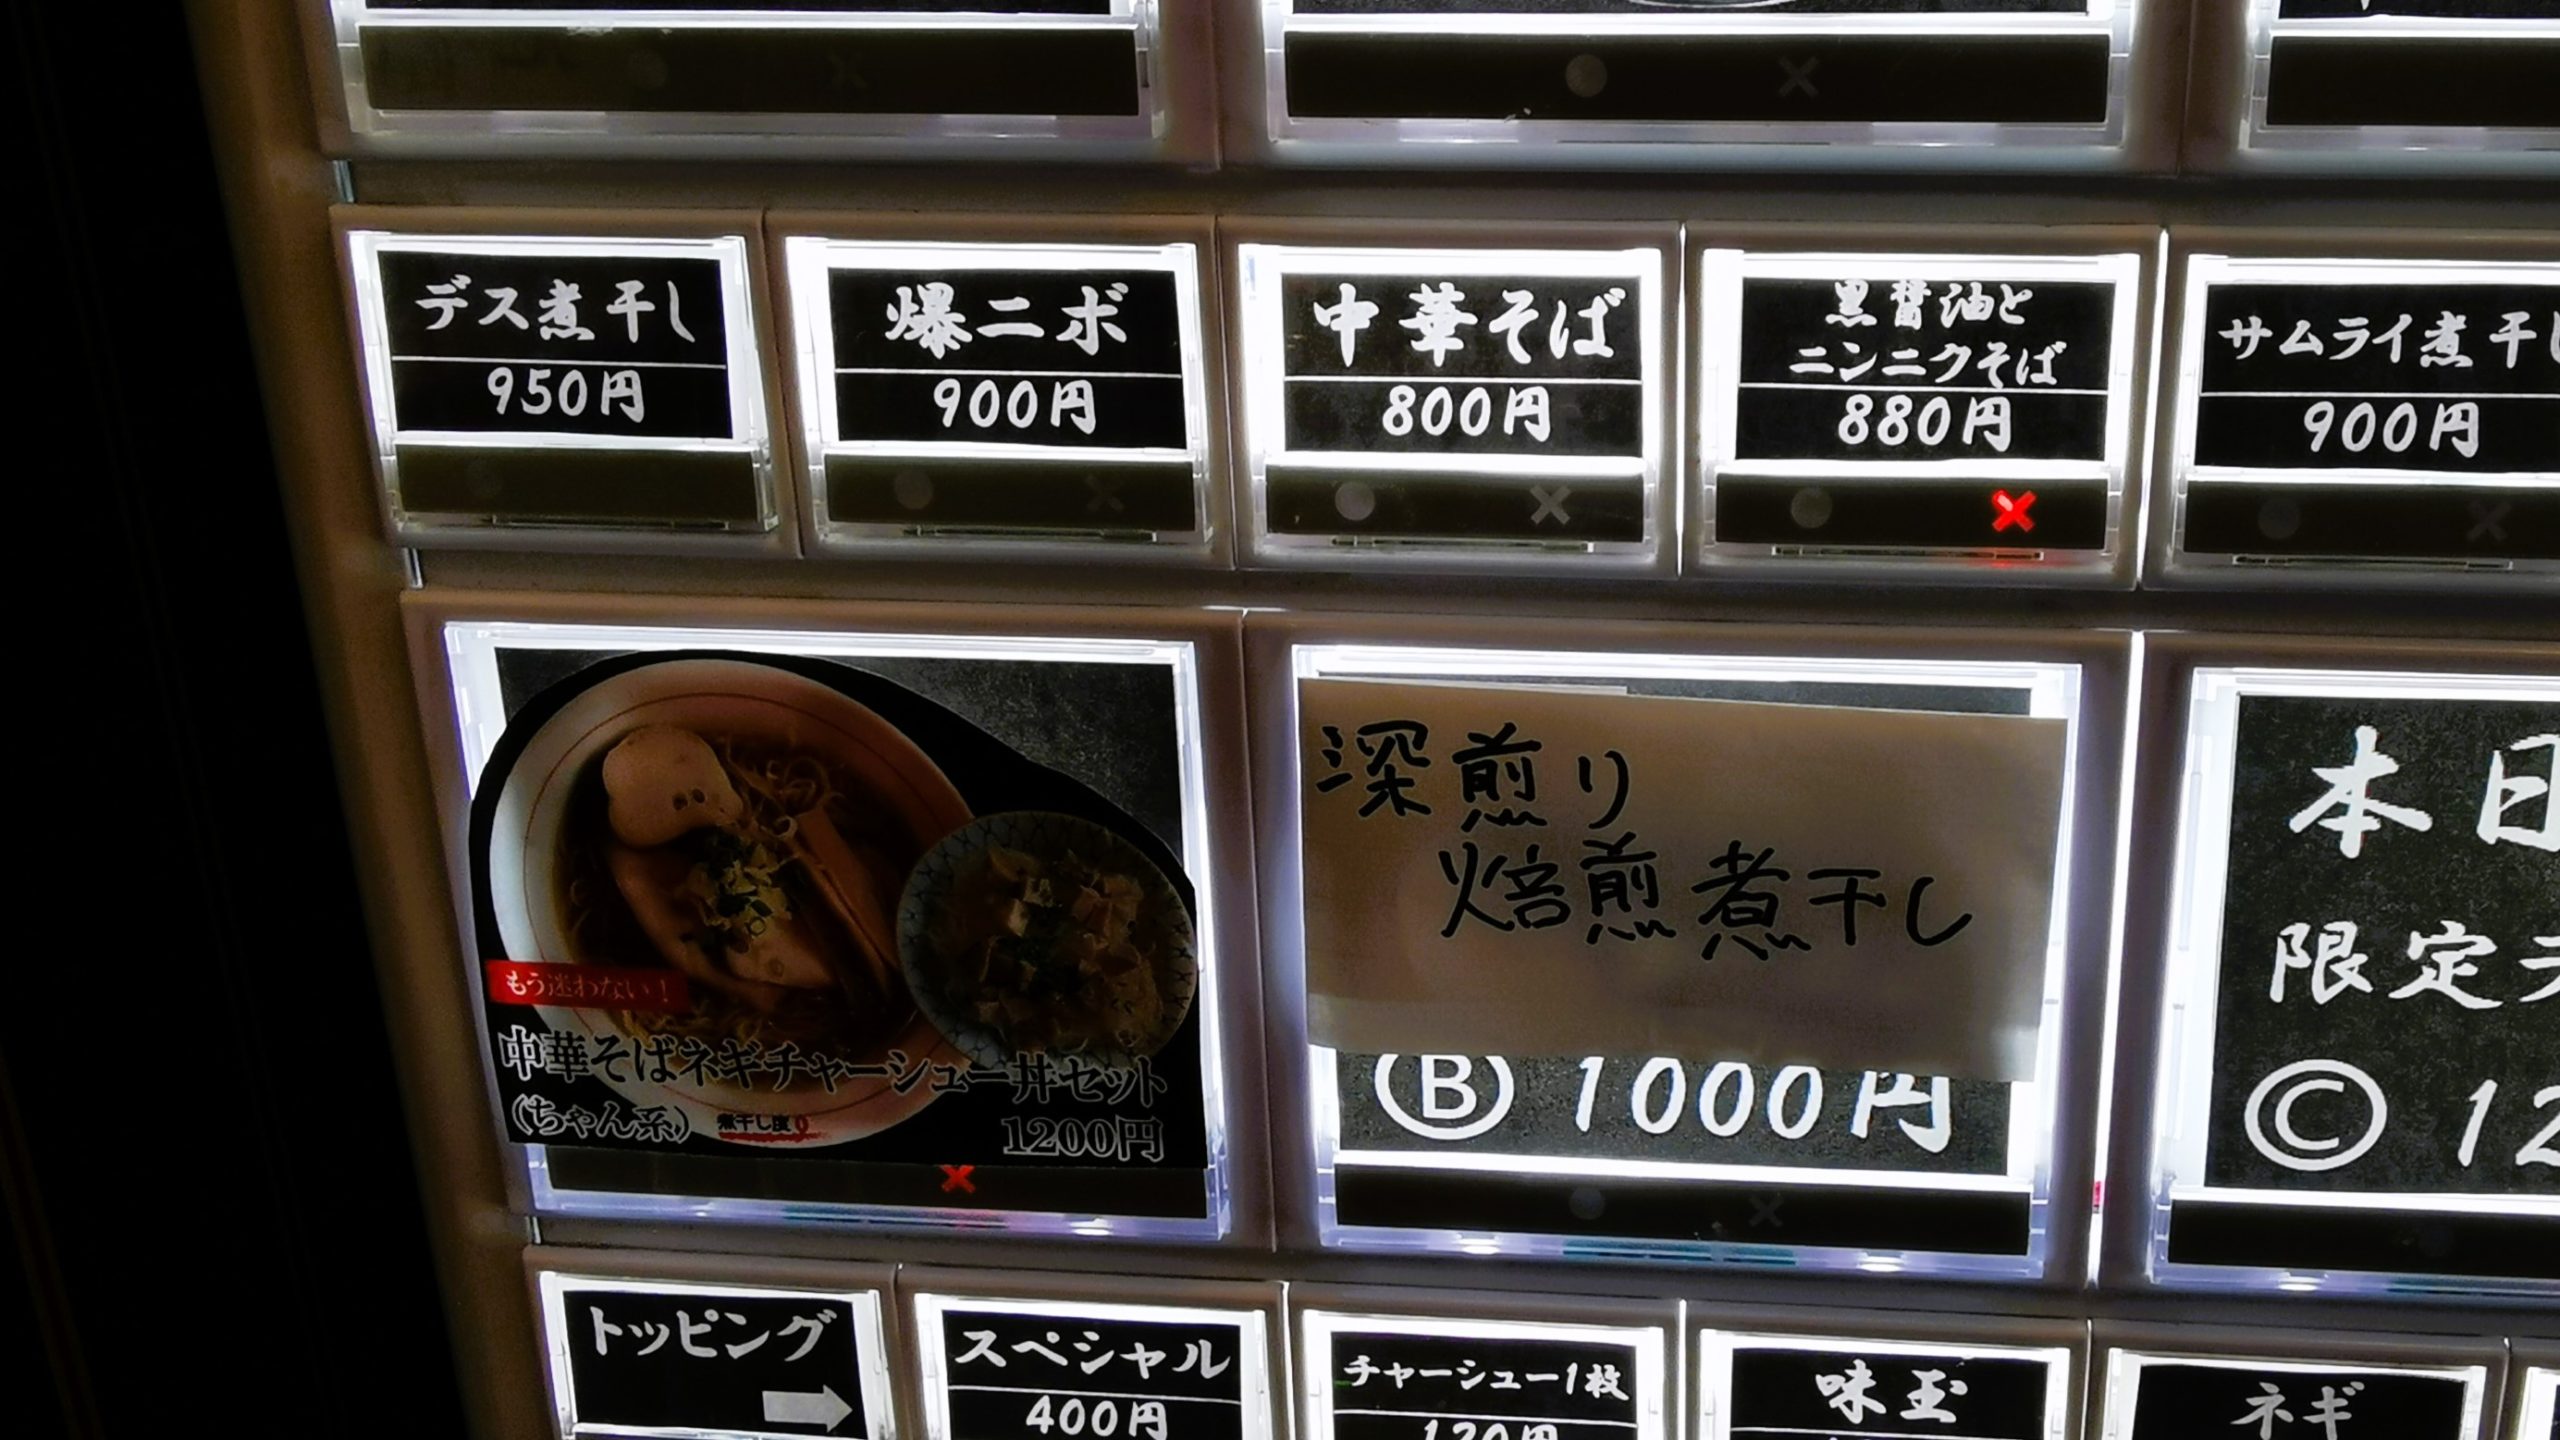 デス煮干し
950円
爆ニボ
900円
中華そば
800円
黒醤油と
ニンニクそば
880円
サムライ煮干し
900円
もう迷わない！
中華そばネギチャーシュー丼セット
(ちゃん系)
煮干し度
1200円
深煎り
焙煎煮干し
Ⓑ 1000円
本日
限定
Ⓒ 12
トッピング
スペシャル
400円
チャーシュー1枚
120円
味玉
ネギ